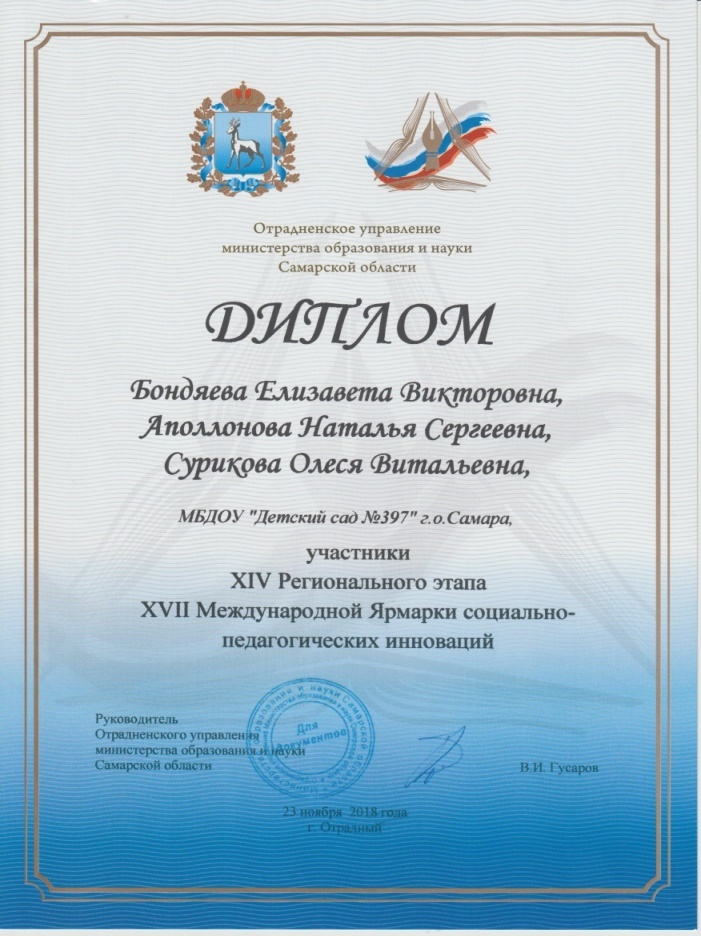 Отрадненское управление
министерства образования и науки
Самарской области
ДИПЛОМ
Бондяева Елизавета Викторовна,
Аполлонова Наталья Сергеевна,
Сурикова Олеся Витальевна,
МБДОУ "Детский сад №397" г.о.Самара,
участники
XIV Регионального этапа
XVII Международной Ярмарки социально-
педагогических инноваций
Руководитель
Отрадненского управления
министерства образования и науки
Самарской области
Для
документов
В.И. Гусаров
23 ноября 2018 года
г. Отрадный